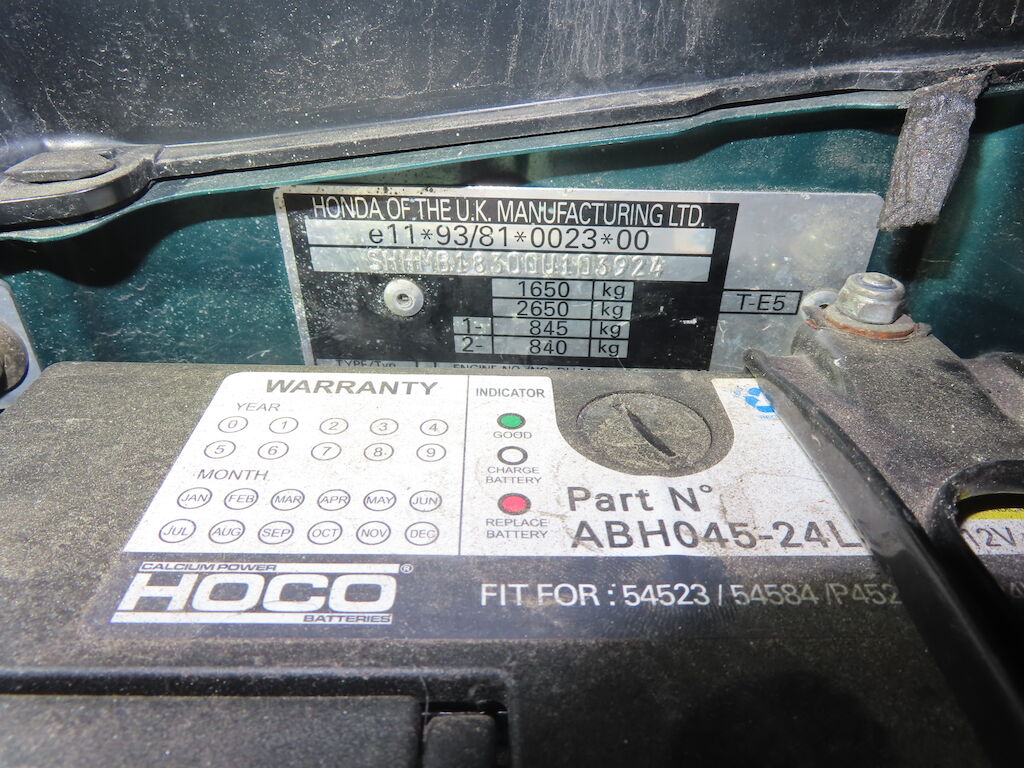 HONDA OF THE U.K. MANUFACTURING LTD.
e11*93/81*0023*00
1650 kg
2650 kg
1- 845 kg
2- 840 kg
T-E5
WARRANTY
YEAR
0 1 2 3 4
5 6 7 8 9
MONTH
JAN FEB MAR APR MAY JUN
JUL AUG SEP OCT NOV DEC
INDICATOR
GOOD
CHARGE
BATTERY
REPLACE
BATTERY
Part N°
ABH045-24L
CALCIUM POWER
HOCO®
BATTERIES
FIT FOR : 54523 / 54584 /P452
12V